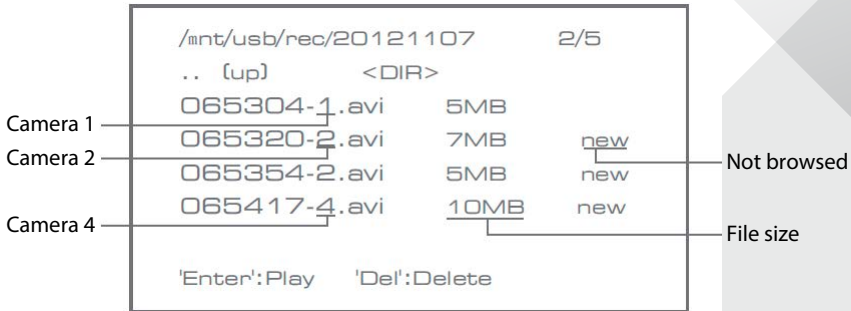 /mnt/usb/rec/20121107 2/5
.. (up) <DIR>
065304-1.avi 5MB
Camera 1
065320-2.avi 7MB new
Camera 2
Not browsed
065354-2.avi 5MB new
065417-4.avi 10MB new
Camera 4
File size
'Enter':Play 'Del':Delete